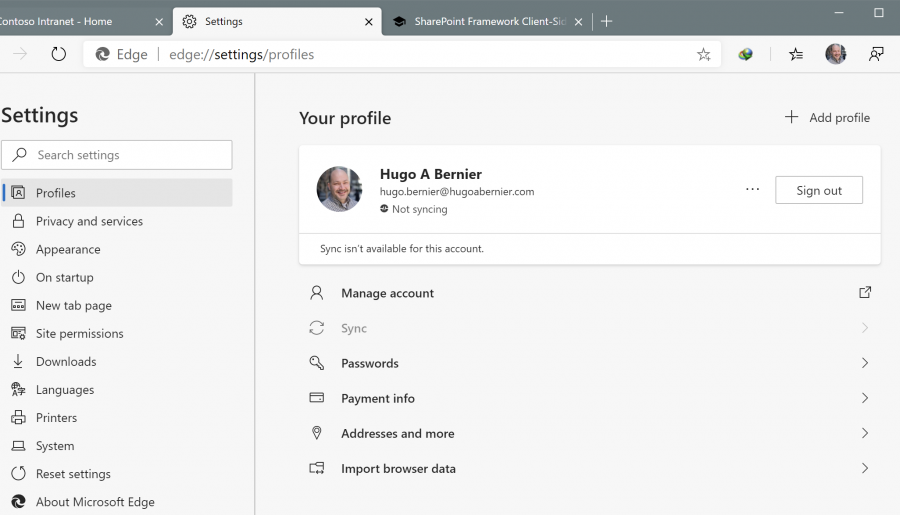 Contoso Intranet - Home
Settings
SharePoint Framework Client-Sid
Edge
edge://settings/profiles
Settings
Search settings
Profiles
Privacy and services
Appearance
On startup
New tab page
Site permissions
Downloads
Languages
Printers
System
Reset settings
About Microsoft Edge
Your profile
Add profile
Hugo A Bernier
hugo.bernier@hugoabernier.com
Not syncing
Sign out
Sync isn't available for this account.
Manage account
Sync
Passwords
Payment info
Addresses and more
Import browser data